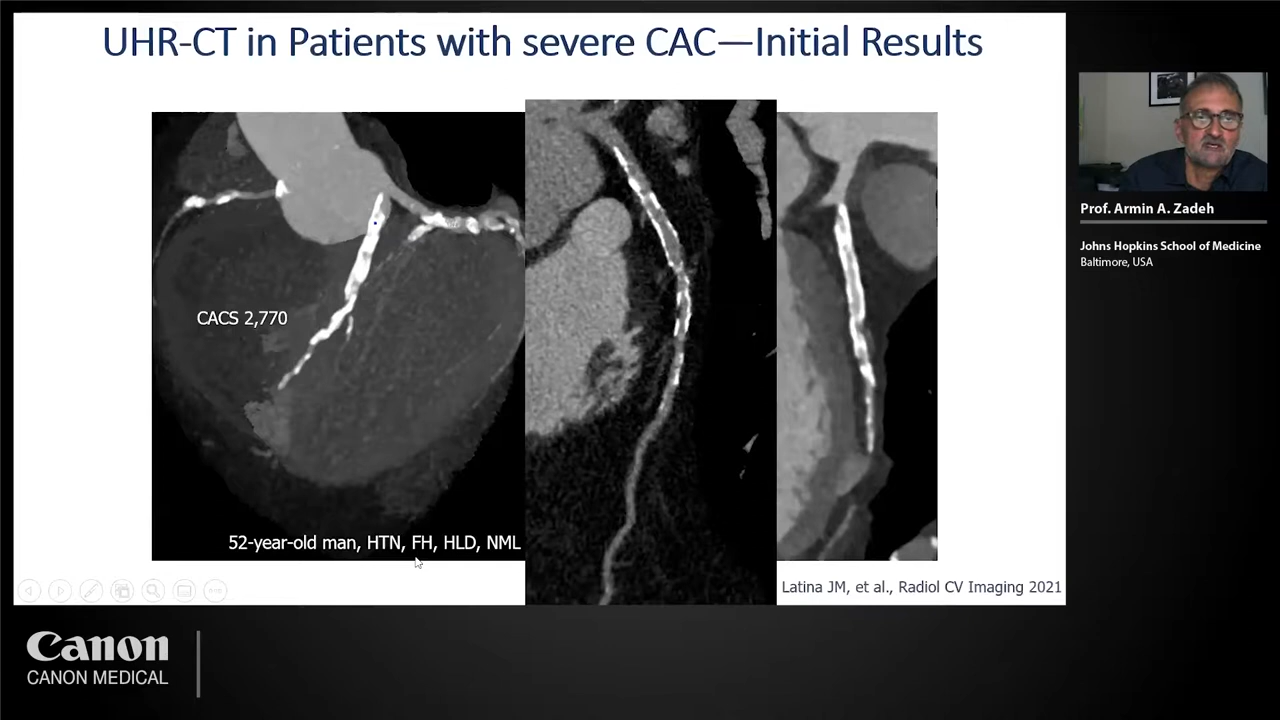 UHR-CT in Patients with severe CAC—Initial Results
CACS 2,770
52-year-old man, HTN, FH, HLD, NML
Latina JM, et al., Radiol CV Imaging 2021
Prof. Armin A. Zadeh
Johns Hopkins School of Medicine
Baltimore, USA
Canon
CANON MEDICAL